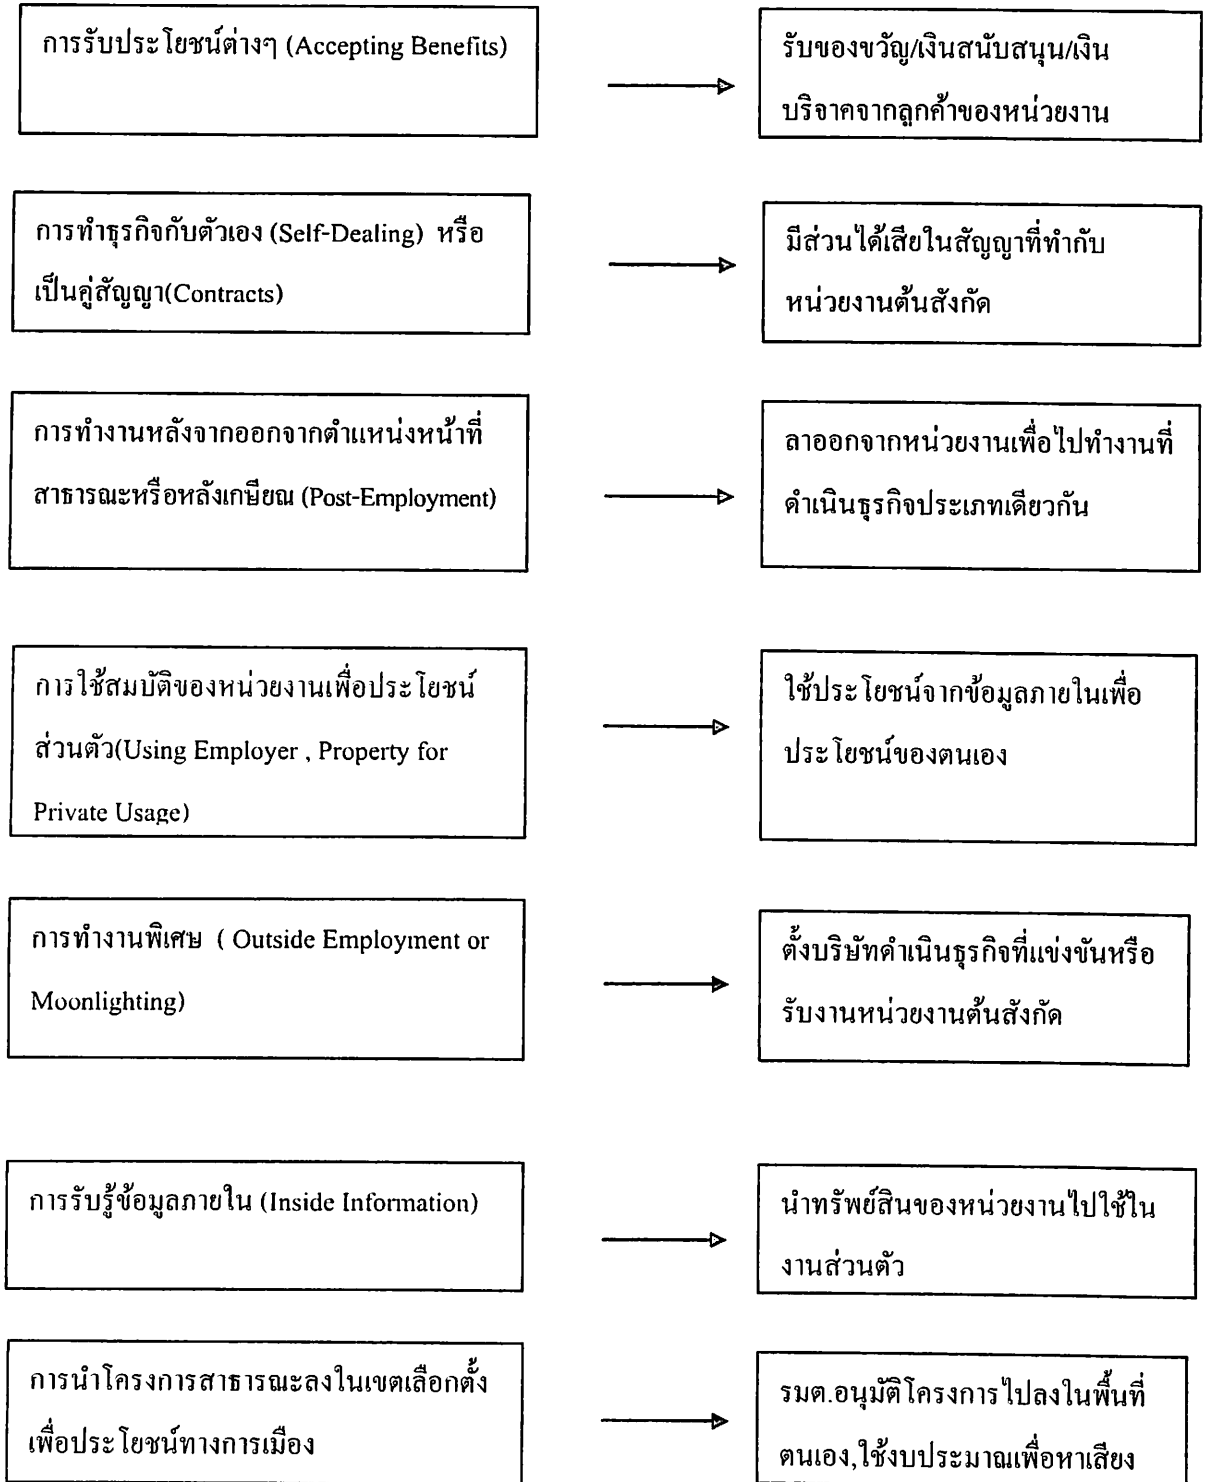 การรับประโยชน์ต่างๆ (Accepting Benefits)
รับของขวัญ/เงินสนับสนุน/เงิน
บริจาคจากลูกค้าของหน่วยงาน
การทำธุรกิจกับตัวเอง (Self-Dealing) หรือ
เป็นคู่สัญญา(Contracts)
มีส่วนได้เสียในสัญญาที่ทำกับ
หน่วยงานต้นสังกัด
การทำงานหลังจากออกจากตำแหน่งหน้าที่
สาธารณะหรือหลังเกษียณ (Post-Employment)
ลาออกจากหน่วยงานเพื่อไปทำงานที่
ดำเนินธุรกิจประเภทเดียวกัน
การใช้สมบัติของหน่วยงานเพื่อประโยชน์
ส่วนตัว(Using Employer , Property for
Private Usage)
ใช้ประโยชน์จากข้อมูลภายในเพื่อ
ประโยชน์ของตนเอง
การทำงานพิเศษ ( Outside Employment or
Moonlighting)
ตั้งบริษัทดำเนินธุรกิจที่แข่งขันหรือ
รับงานหน่วยงานต้นสังกัด
การรับรู้ข้อมูลภายใน (Inside Information)
นำทรัพย์สินของหน่วยงานไปใช้ใน
งานส่วนตัว
การนำโครงการสาธารณะลงในเขตเลือกตั้ง
เพื่อประโยชน์ทางการเมือง
รมต.อนุมัติโครงการไปลงในพื้นที่
ตนเอง,ใช้งบประมาณเพื่อหาเสียง